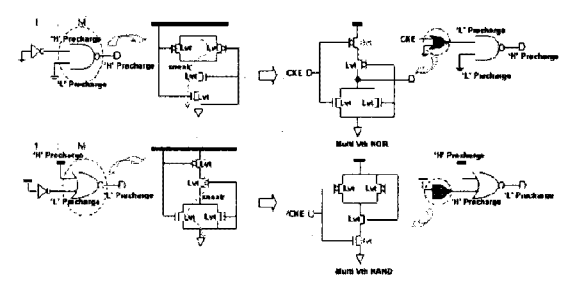 I M
"H" Precharge
"L" Precharge
"H" Precharge
Lvt Lvt
sneak
Lvt
Lvt
CKE
Lvt
Lvt Lvt
Multi Vth NOR
CKE
"L" Precharge
"H" Precharge
"L" Precharge
I M
"H" Precharge
"L" Precharge
"L" Precharge
Lvt
Lvt
sneak
Lvt Lvt
/CKE
Lvt
Multi Vth NAND
"H" Precharge
"H" Precharge
"L" Precharge